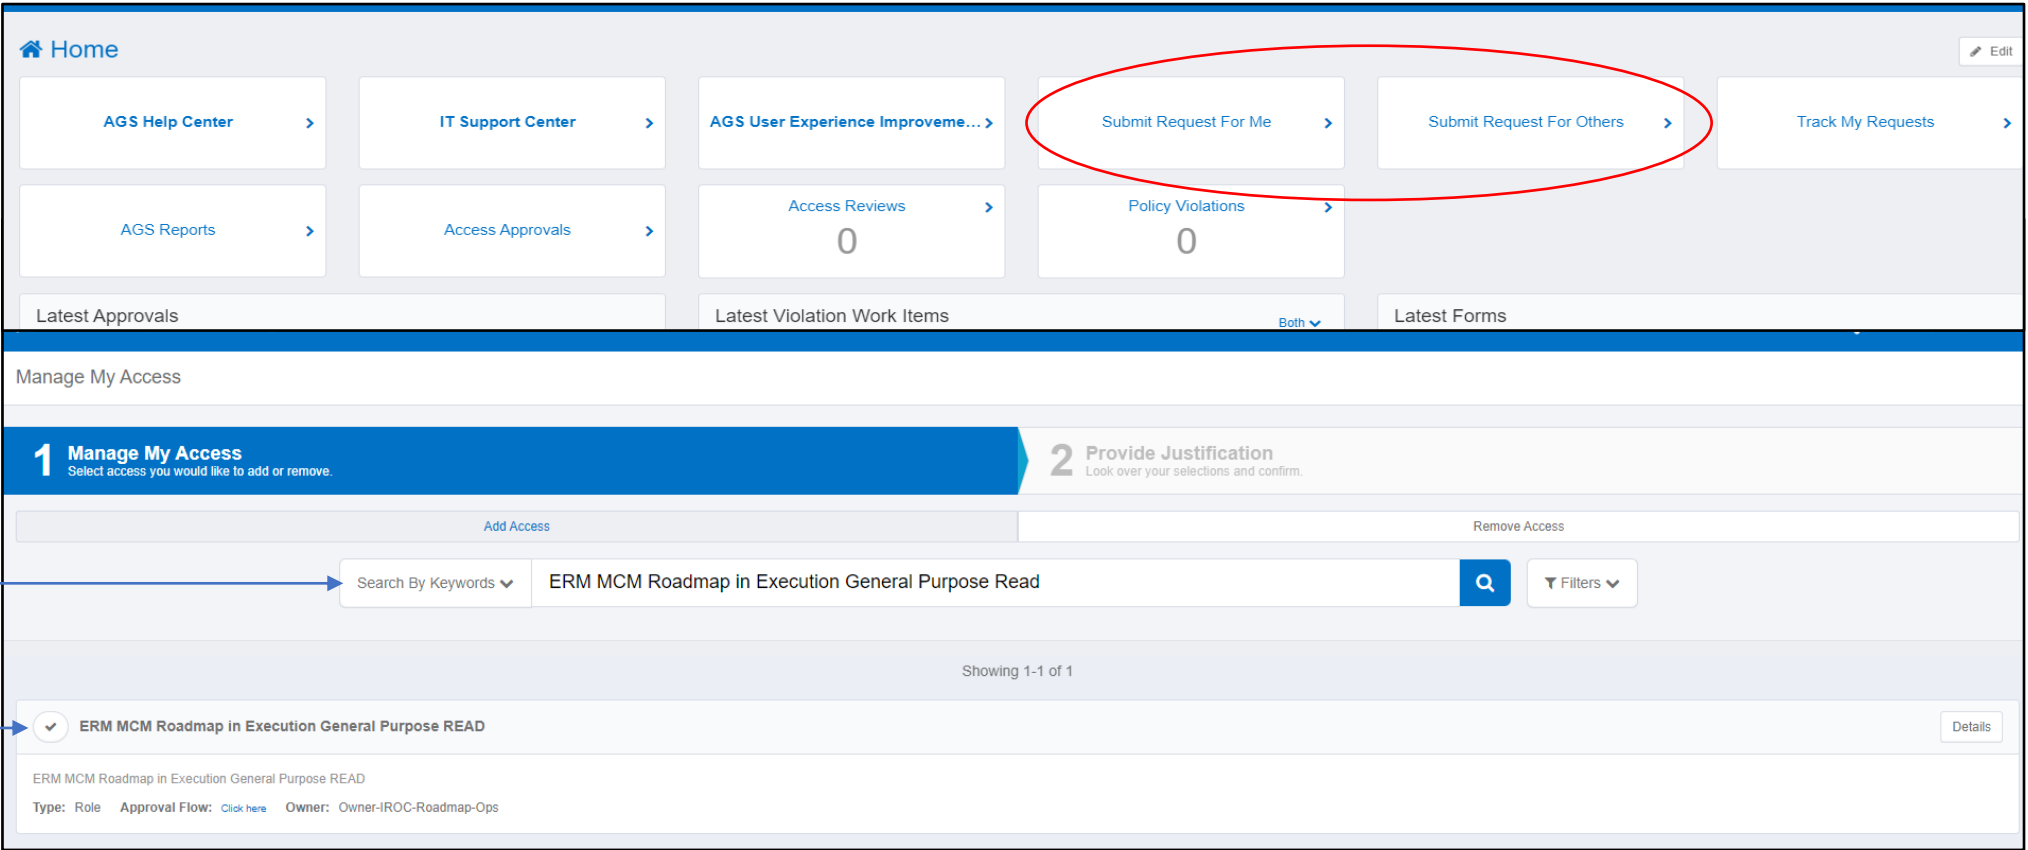 Home
Edit
AGS Help Center
IT Support Center
AGS User Experience Improveme...
Submit Request For Me
Submit Request For Others
Track My Requests
AGS Reports
Access Approvals
Access Reviews
0
Policy Violations
0
Latest Approvals
Latest Violation Work Items
Both
Latest Forms
Manage My Access
1 Manage My Access
Select access you would like to add or remove.
2 Provide Justification
Look over your selections and confirm.
Add Access
Remove Access
Search By Keywords
ERM MCM Roadmap in Execution General Purpose Read
Filters
Showing 1-1 of 1
ERM MCM Roadmap in Execution General Purpose READ
Details
ERM MCM Roadmap in Execution General Purpose READ
Type: Role Approval Flow: Click here Owner: Owner-IROC-Roadmap-Ops